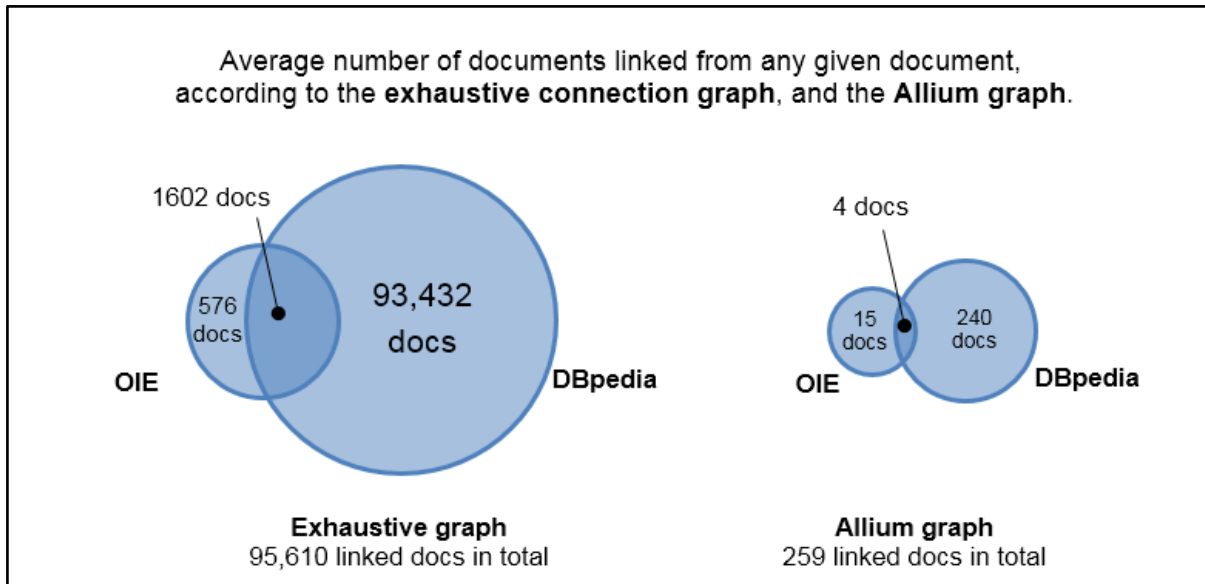 Average number of documents linked from any given document,
according to the exhaustive connection graph, and the Allium graph.
1602 docs
576
docs
93,432
docs
OIE
DBpedia
4 docs
15
docs
240
docs
OIE
DBpedia
Exhaustive graph
95,610 linked docs in total
Allium graph
259 linked docs in total